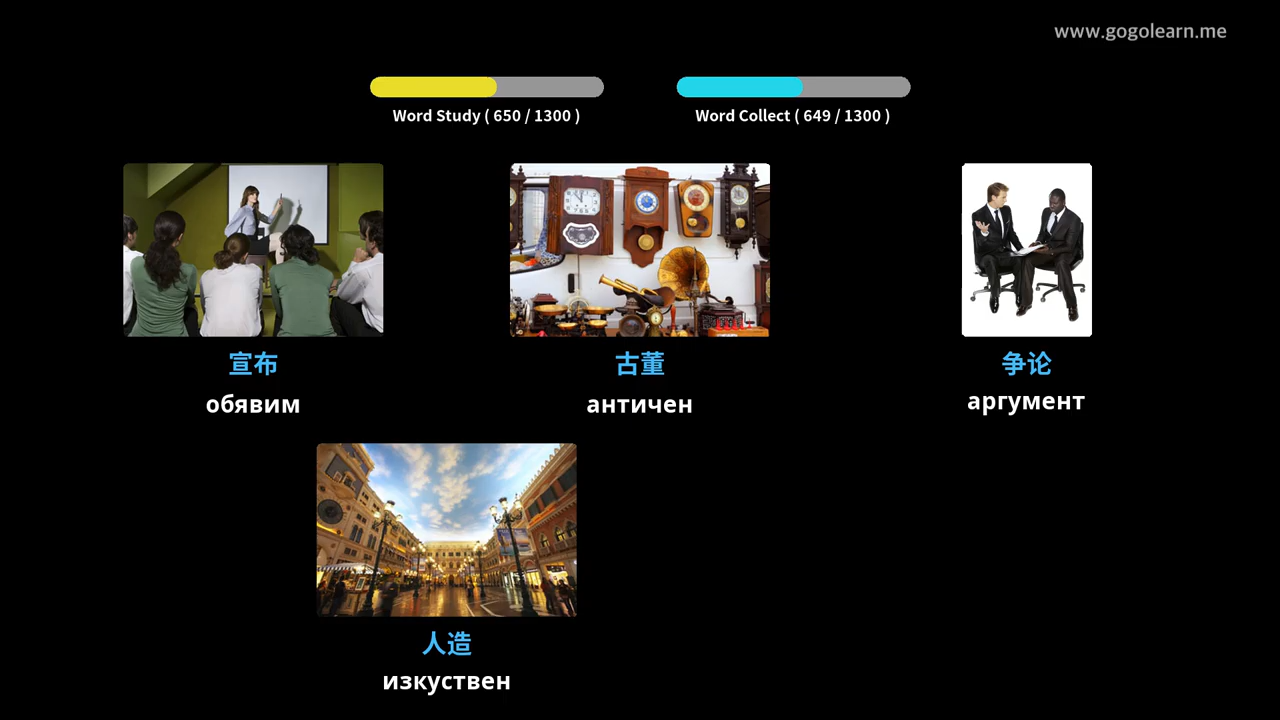 www.gogolearn.me
Word Study ( 650 / 1300 )
Word Collect ( 649 / 1300 )
宣布
обявим
古董
античен
争论
аргумент
人造
изкуствен